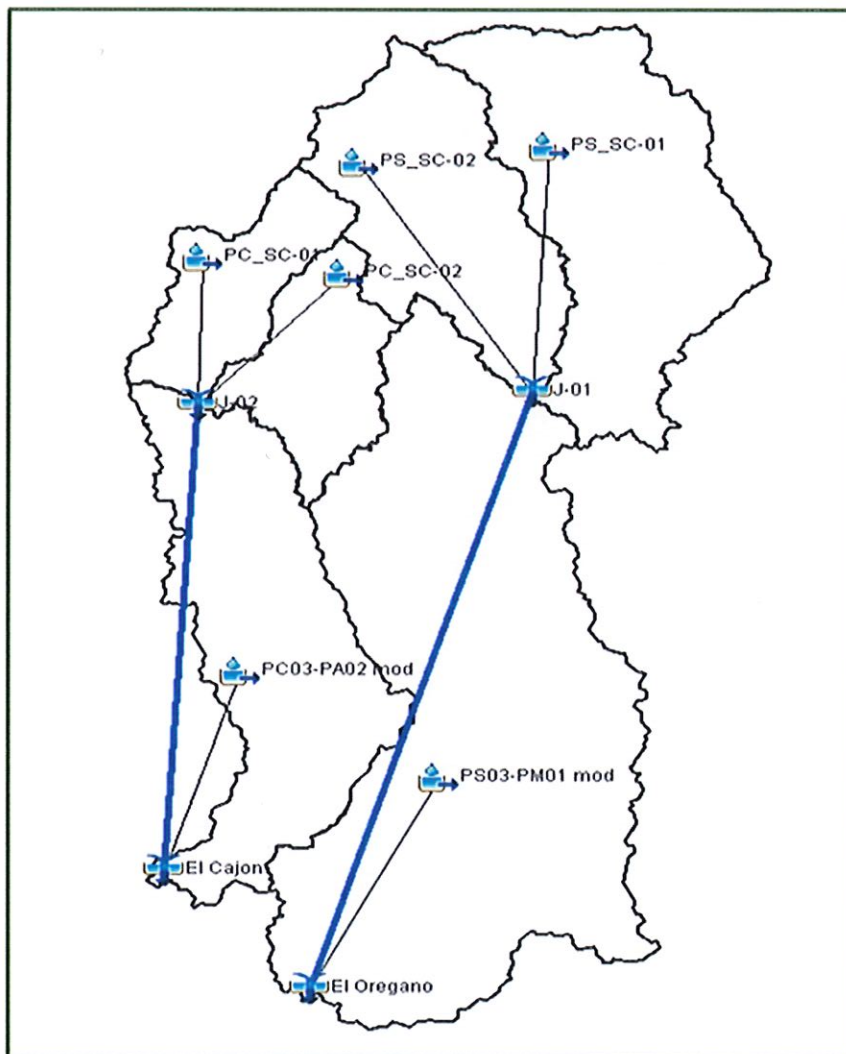 PS_SC-01
PS_SC-02
PC_SC-01
PC_SC-02
J-01
J-02
PC03-PA02 mod
PS03-PM01 mod
El Cajon
El Oregano